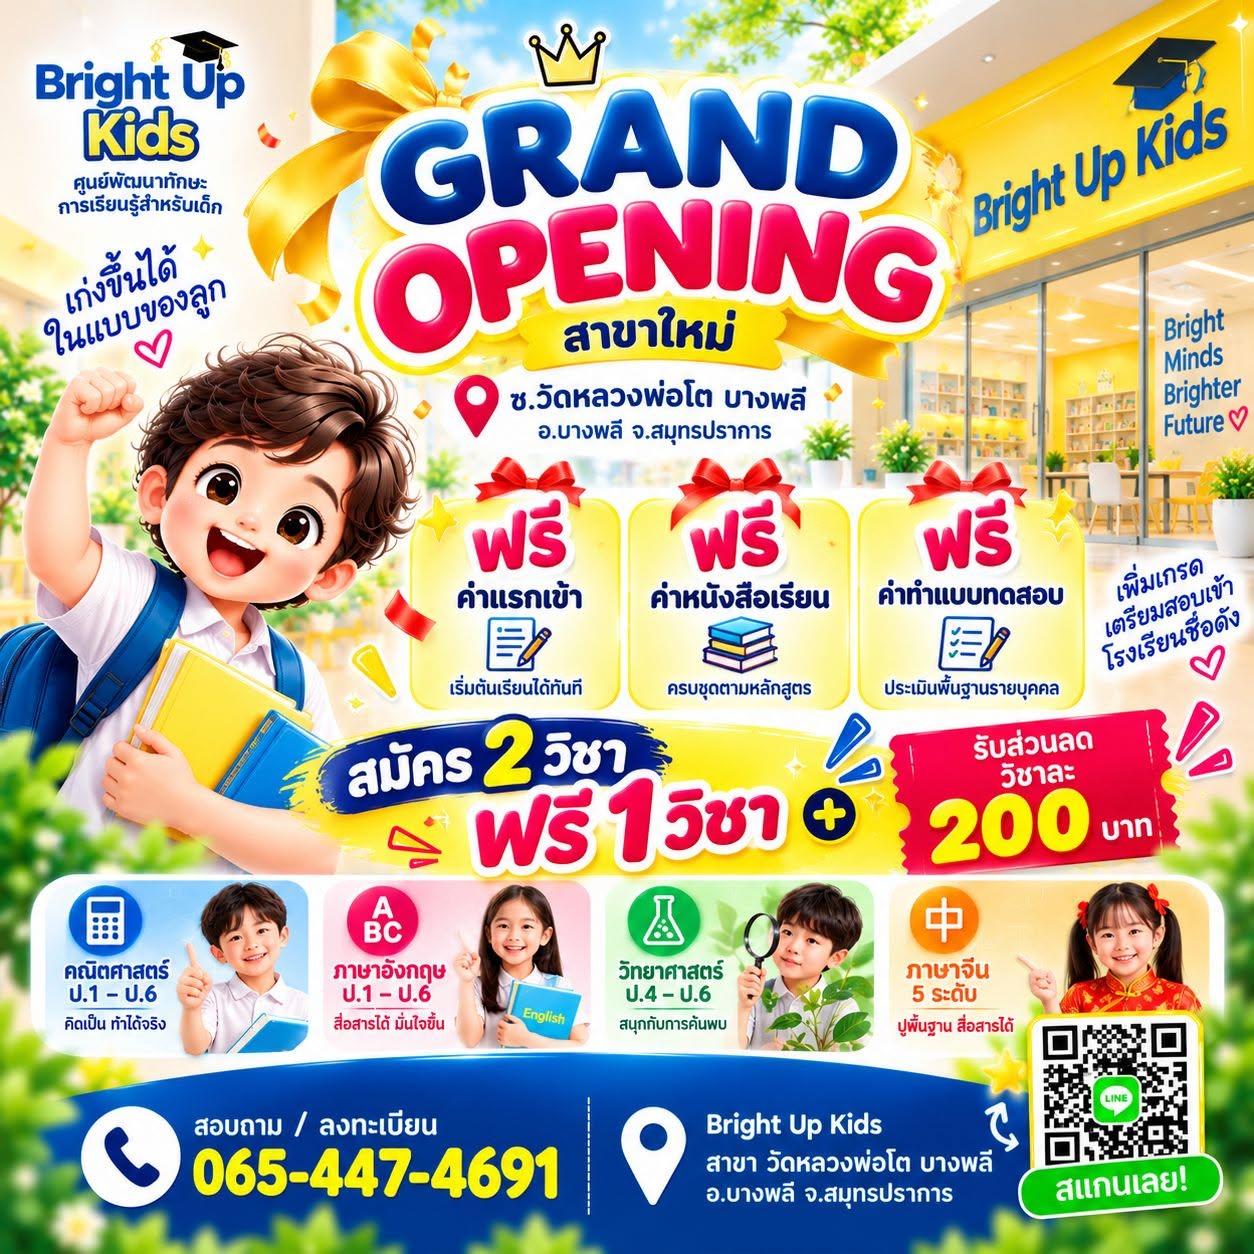 Bright Up
Kids
ศูนย์พัฒนาทักษะ
การเรียนรู้สำหรับเด็ก
เก่งขึ้นได้
ในแบบของลูก
GRAND
OPENING
สาขาใหม่
ซ.วัดหลวงพ่อโต บางพลี
อ.บางพลี จ.สมุทรปราการ
Bright Up Kids
Bright
Minds
Brighter
Future
ฟรี
ค่าแรกเข้า
เริ่มต้นเรียนได้ทันที
ฟรี
ค่าหนังสือเรียน
ครบชุดตามหลักสูตร
ฟรี
ค่าทำแบบทดสอบ
ประเมินพื้นฐานรายบุคคล
เพิ่มเกรด
เตรียมสอบเข้า
โรงเรียนชื่อดัง
สมัคร 2 วิชา
ฟรี 1 วิชา +
รับส่วนลด
วิชาละ
200 บาท
คณิตศาสตร์
ป.1 – ป.6
คิดเป็น ทำได้จริง
A
BC
ภาษาอังกฤษ
ป.1 – ป.6
สื่อสารได้ มั่นใจขึ้น
English
วิทยาศาสตร์
ป.4 – ป.6
สนุกกับการค้นพบ
中
ภาษาจีน
5 ระดับ
ปูพื้นฐาน สื่อสารได้
สอบถาม / ลงทะเบียน
065-447-4691
Bright Up Kids
สาขา วัดหลวงพ่อโต บางพลี
อ.บางพลี จ.สมุทรปราการ
LINE
สแกนเลย!